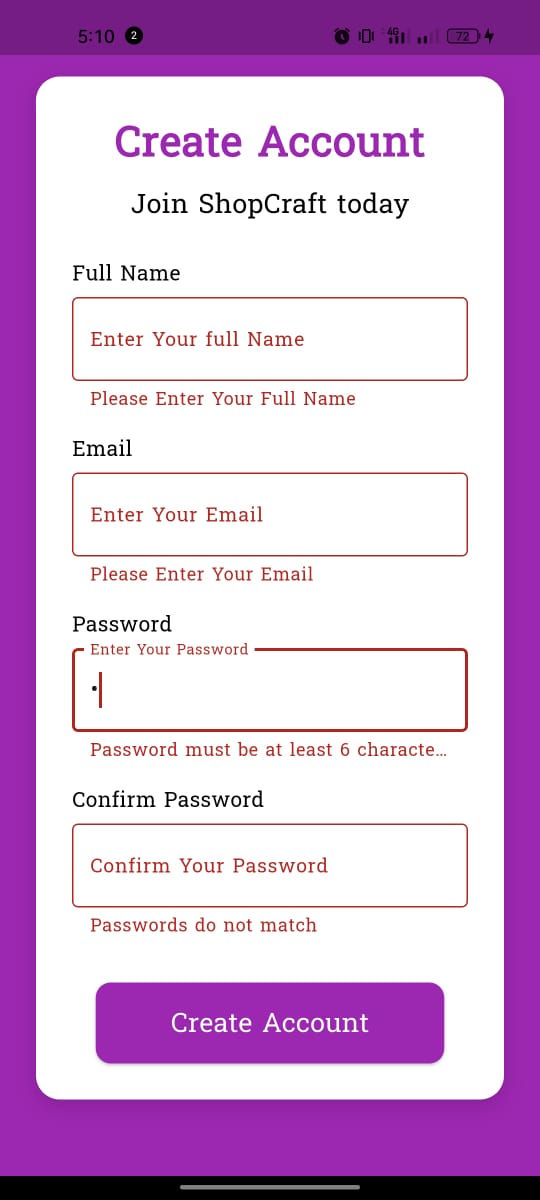 5:10 2 4G 72
Create Account
Join ShopCraft today
Full Name
Enter Your full Name
Please Enter Your Full Name
Email
Enter Your Email
Please Enter Your Email
Password
Enter Your Password
•
Password must be at least 6 characte...
Confirm Password
Confirm Your Password
Passwords do not match
Create Account